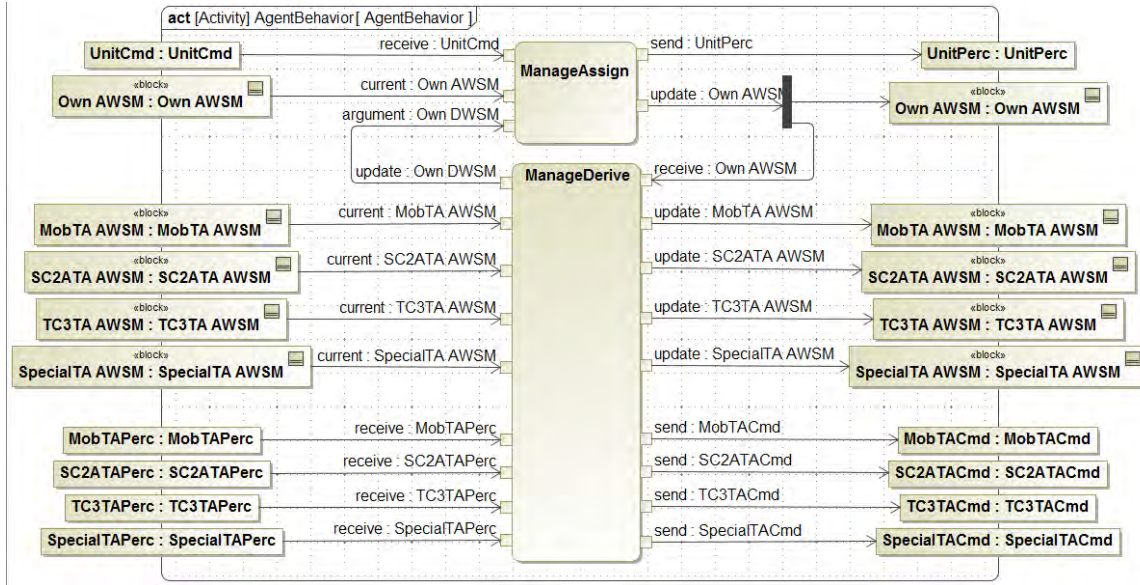 act [Activity] AgentBehavior[ AgentBehavior ]
UnitCmd : UnitCmd
receive : UnitCmd
ManageAssign
send : UnitPerc
UnitPerc : UnitPerc
«block»
Own AWSM : Own AWSM
current : Own AWSM
update : Own AWSM
«block»
Own AWSM : Own AWSM
argument : Own DWSM
update : Own DWSM
ManageDerive
receive : Own AWSM
«block»
MobTA AWSM : MobTA AWSM
current : MobTA AWSM
update : MobTA AWSM
«block»
MobTA AWSM : MobTA AWSM
«block»
SC2ATA AWSM : SC2ATA AWSM
current : SC2ATA AWSM
update : SC2ATA AWSM
«block»
SC2ATA AWSM : SC2ATA AWSM
«block»
TC3TA AWSM : TC3TA AWSM
current : TC3TA AWSM
update : TC3TA AWSM
«block»
TC3TA AWSM : TC3TA AWSM
«block»
SpecialTA AWSM : SpecialTA AWSM
current : SpecialTA AWSM
update : SpecialTA AWSM
«block»
SpecialTA AWSM : SpecialTA AWSM
MobTAPerc : MobTAPerc
receive : MobTAPerc
send : MobTACmd
MobTACmd : MobTACmd
SC2ATAPerc : SC2ATAPerc
receive : SC2ATAPerc
send : SC2ATACmd
SC2ATACmd : SC2ATACmd
TC3TAPerc : TC3TAPerc
receive : TC3TAPerc
send : TC3TACmd
TC3TACmd : TC3TACmd
SpecialTAPerc : SpecialTAPerc
receive : SpecialTAPerc
send : SpecialTACmd
SpecialTACmd : SpecialTACmd